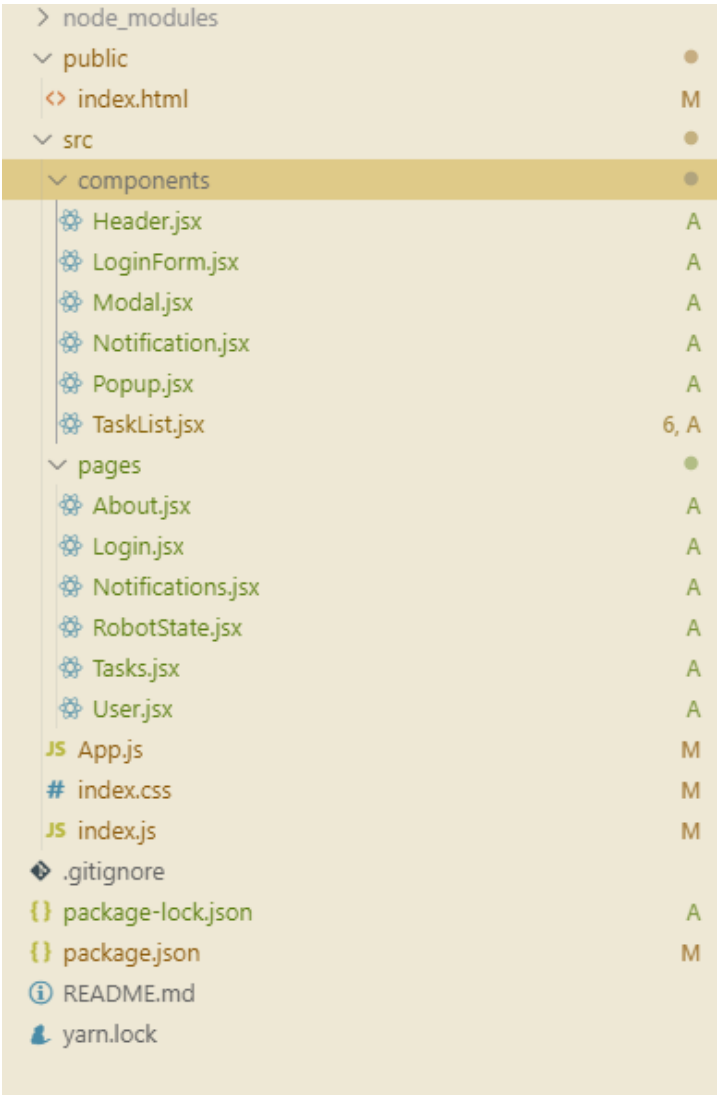 node_modules
public
<> index.html M
src
components
Header.jsx A
LoginForm.jsx A
Modal.jsx A
Notification.jsx A
Popup.jsx A
TaskList.jsx 6, A
pages
About.jsx A
Login.jsx A
Notifications.jsx A
RobotState.jsx A
Tasks.jsx A
User.jsx A
JS App.js M
# index.css M
JS index.js M
.gitignore
{} package-lock.json A
{} package.json M
README.md
yarn.lock